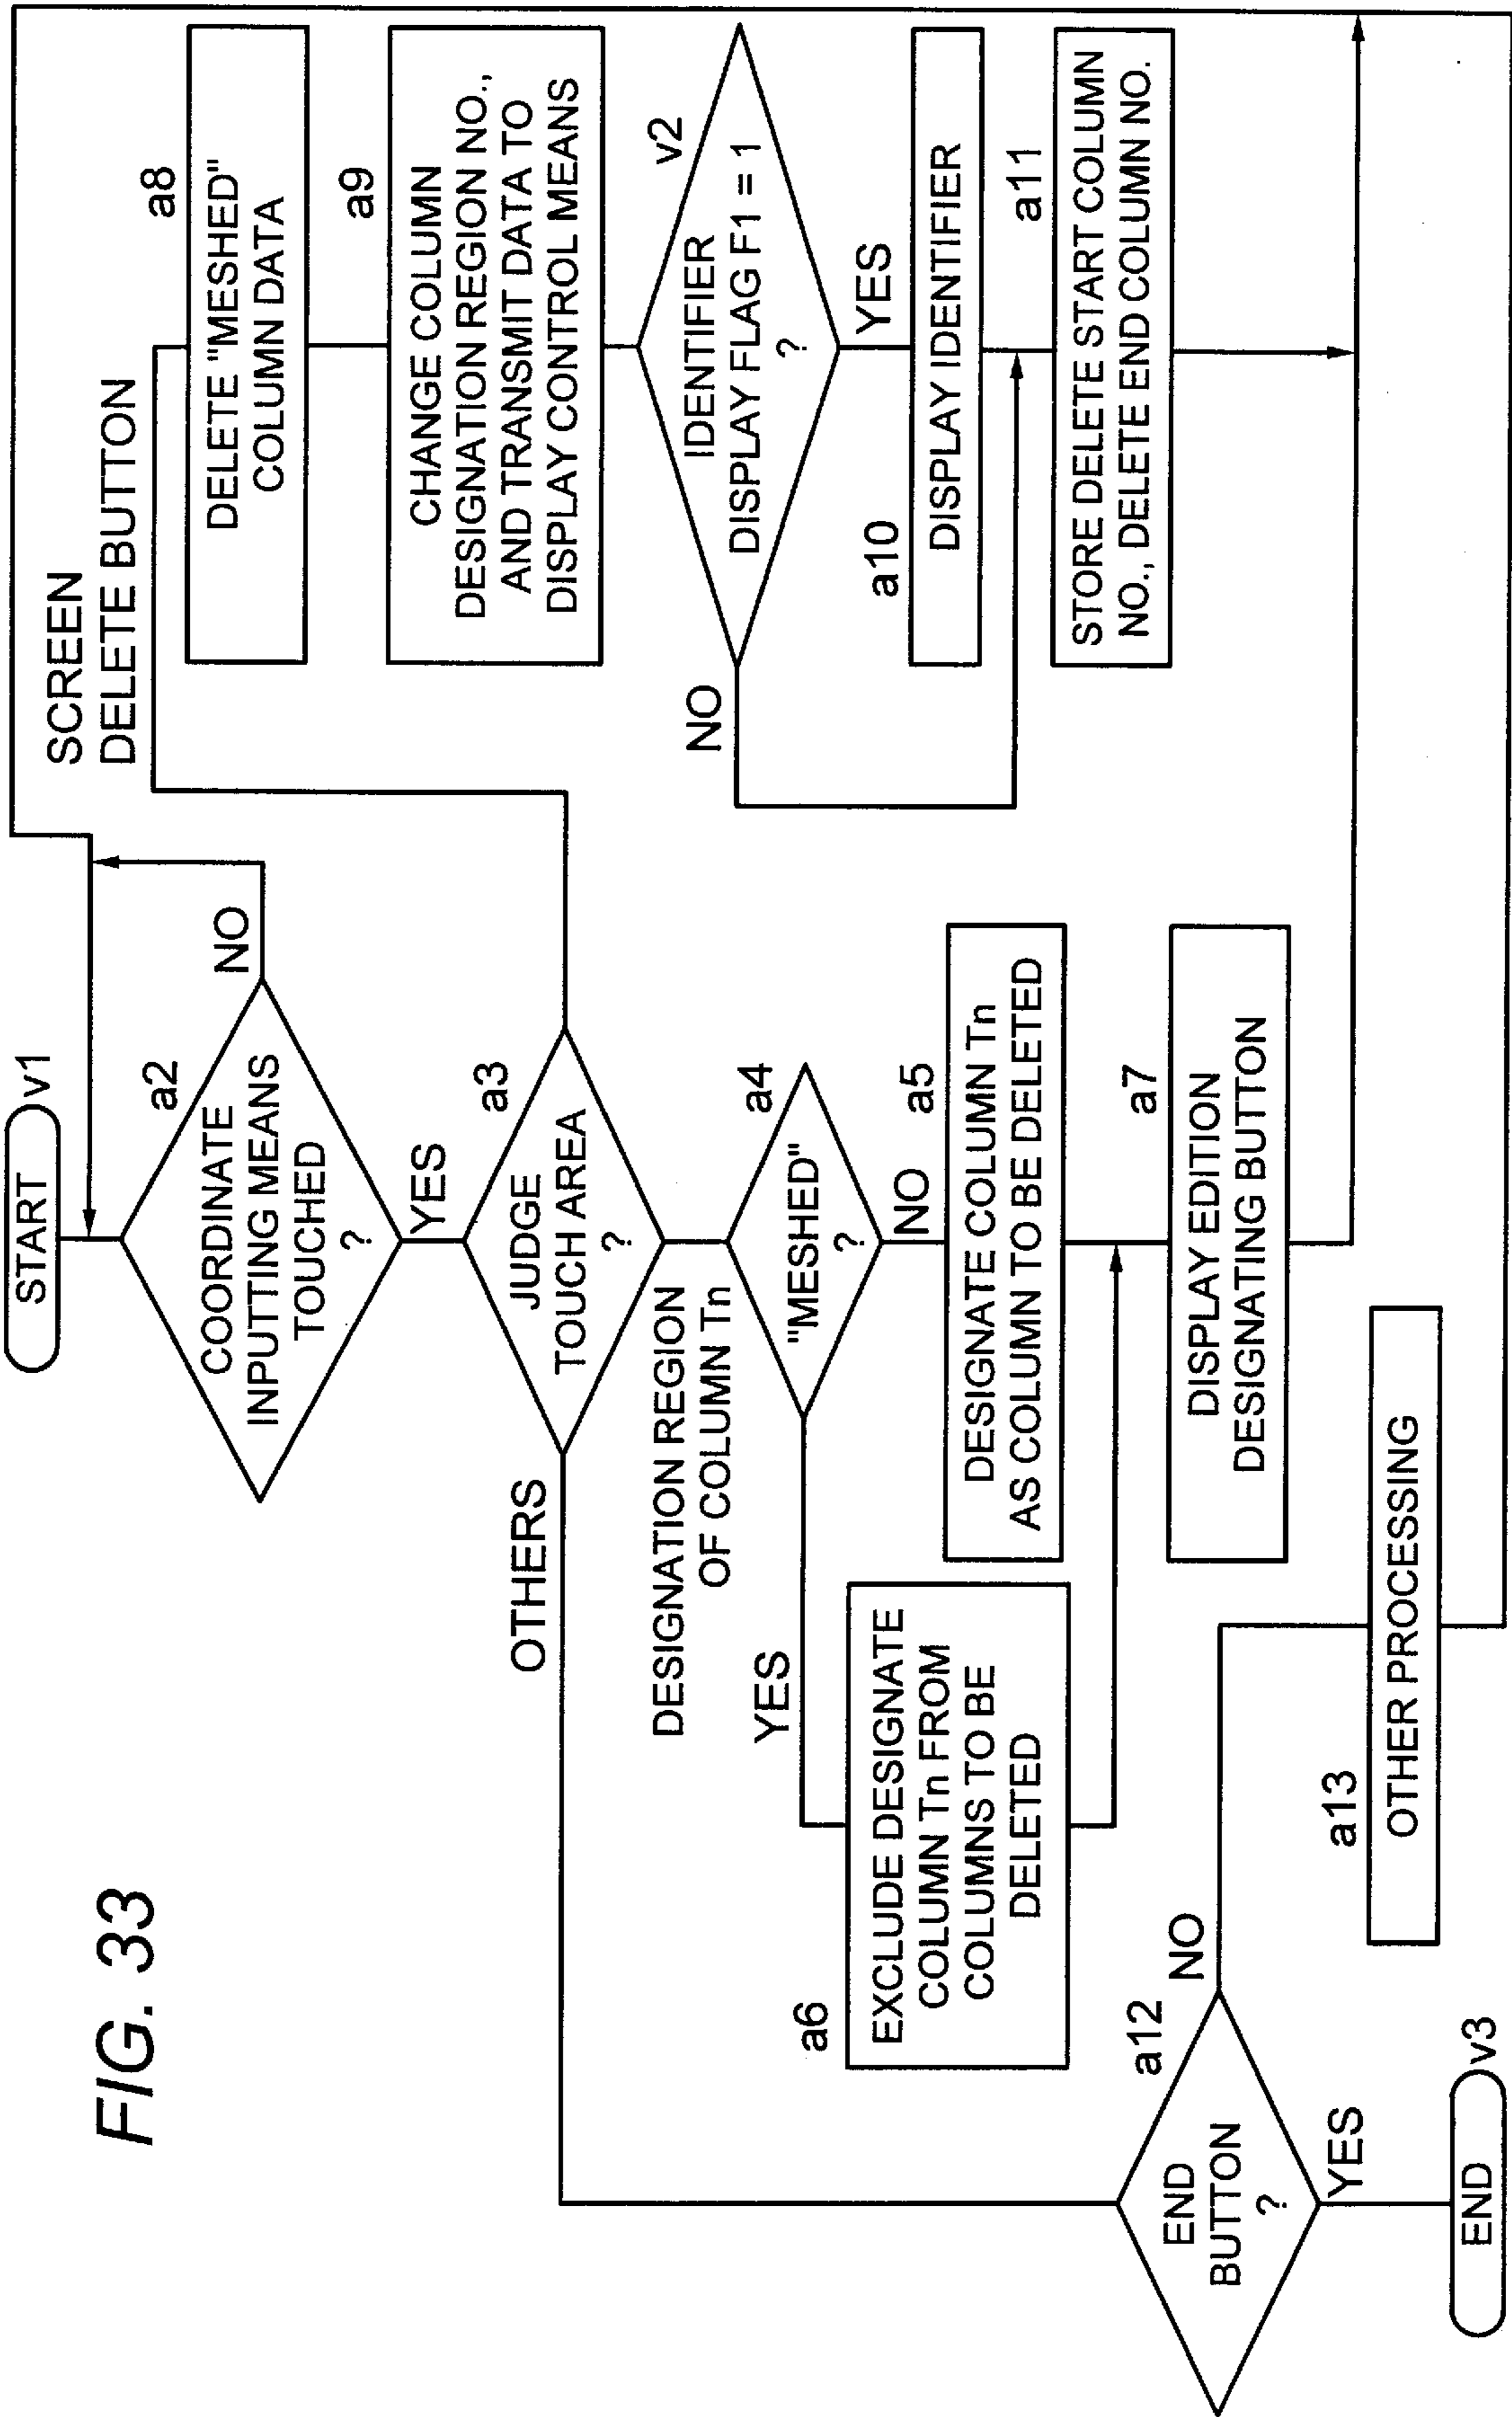 FIG. 33
START
v1
a2
COORDINATE
INPUTTING MEANS
TOUCHED
?
NO
YES
a3
JUDGE
TOUCH AREA
?
OTHERS
DESIGNATION REGION
OF COLUMN Tn
SCREEN
DELETE BUTTON
a4
"MESHED"
?
YES
NO
a5
DESIGNATE COLUMN Tn
AS COLUMN TO BE DELETED
a6
EXCLUDE DESIGNATE
COLUMN Tn FROM
COLUMNS TO BE
DELETED
a7
DISPLAY EDITION
DESIGNATING BUTTON
a8
DELETE "MESHED"
COLUMN DATA
a9
CHANGE COLUMN
DESIGNATION REGION NO.,
AND TRANSMIT DATA TO
DISPLAY CONTROL MEANS
v2
IDENTIFIER
DISPLAY FLAG F1 = 1
?
NO
YES
a10
DISPLAY IDENTIFIER
a11
STORE DELETE START COLUMN
NO., DELETE END COLUMN NO.
a12
END
BUTTON
?
NO
YES
a13
OTHER PROCESSING
END
v3